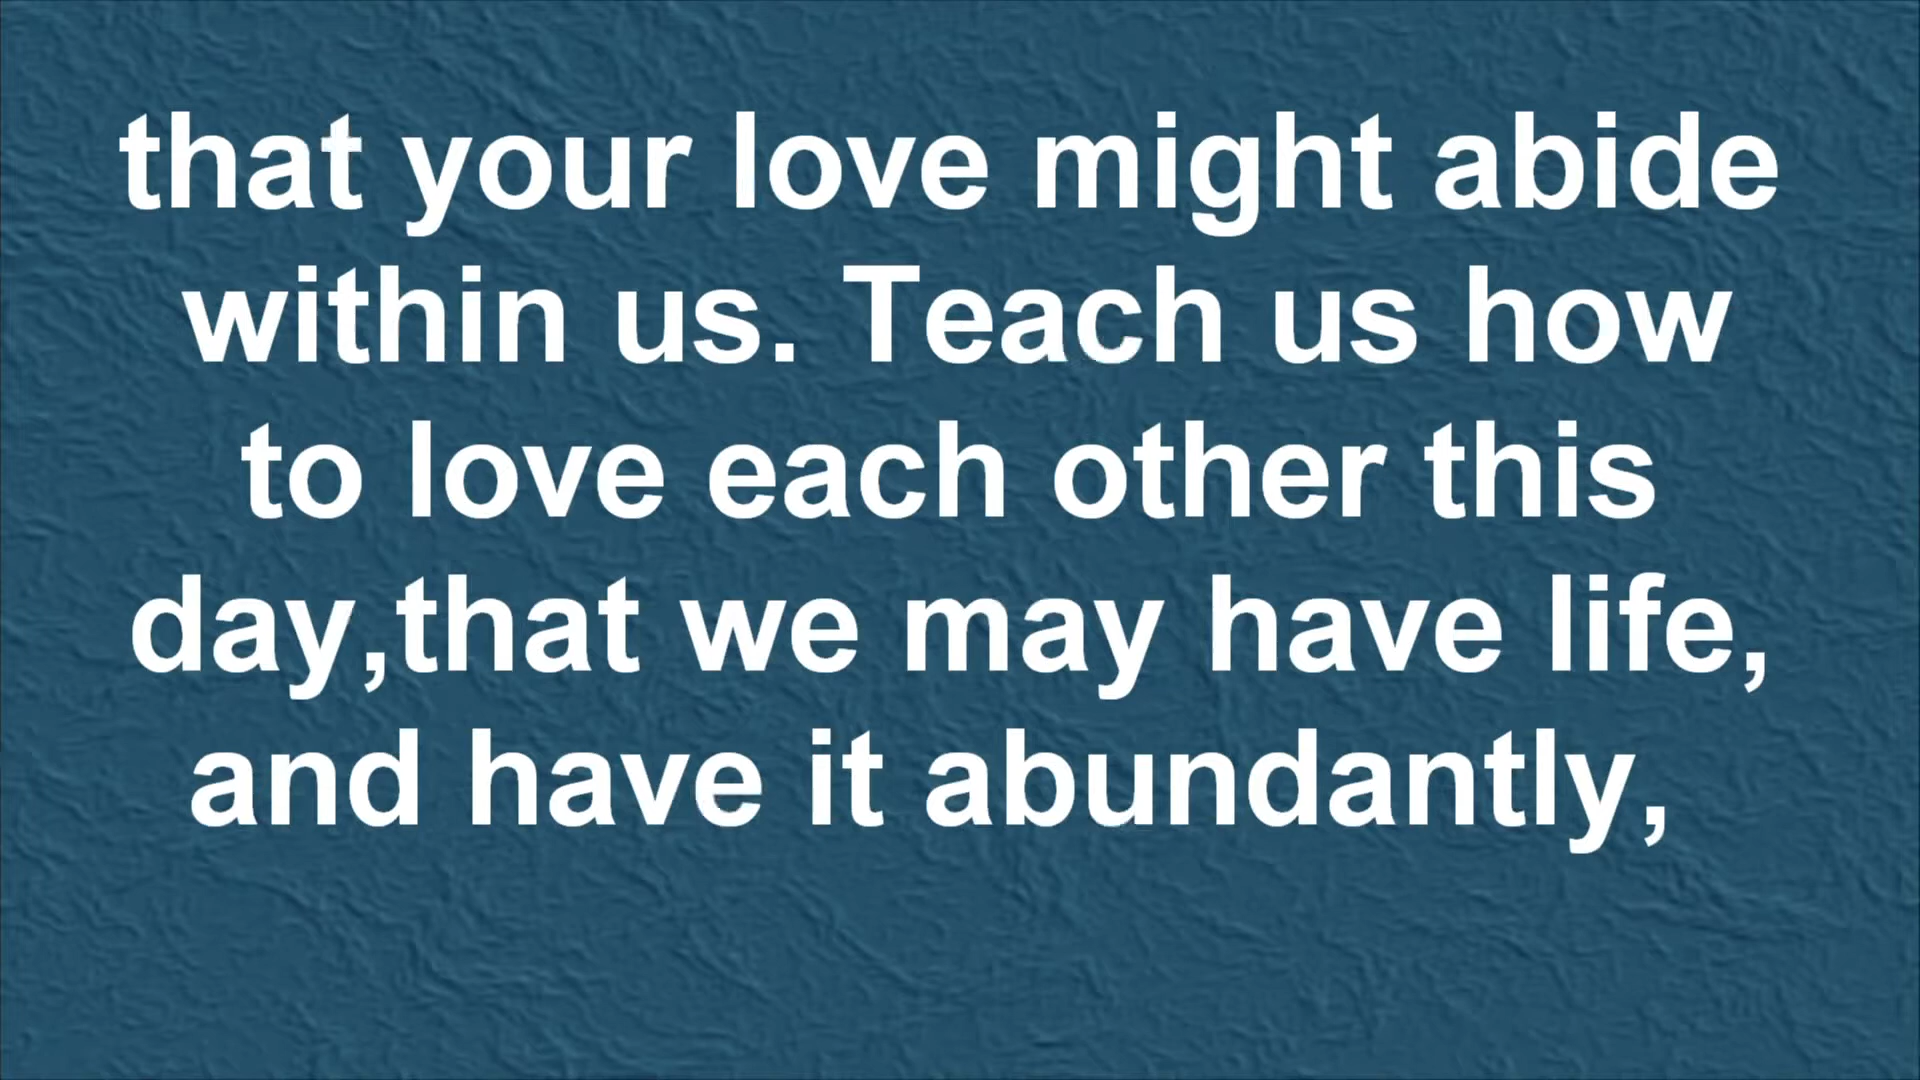 that your love might abide
within us. Teach us how
to love each other this
day,that we may have life,
and have it abundantly,